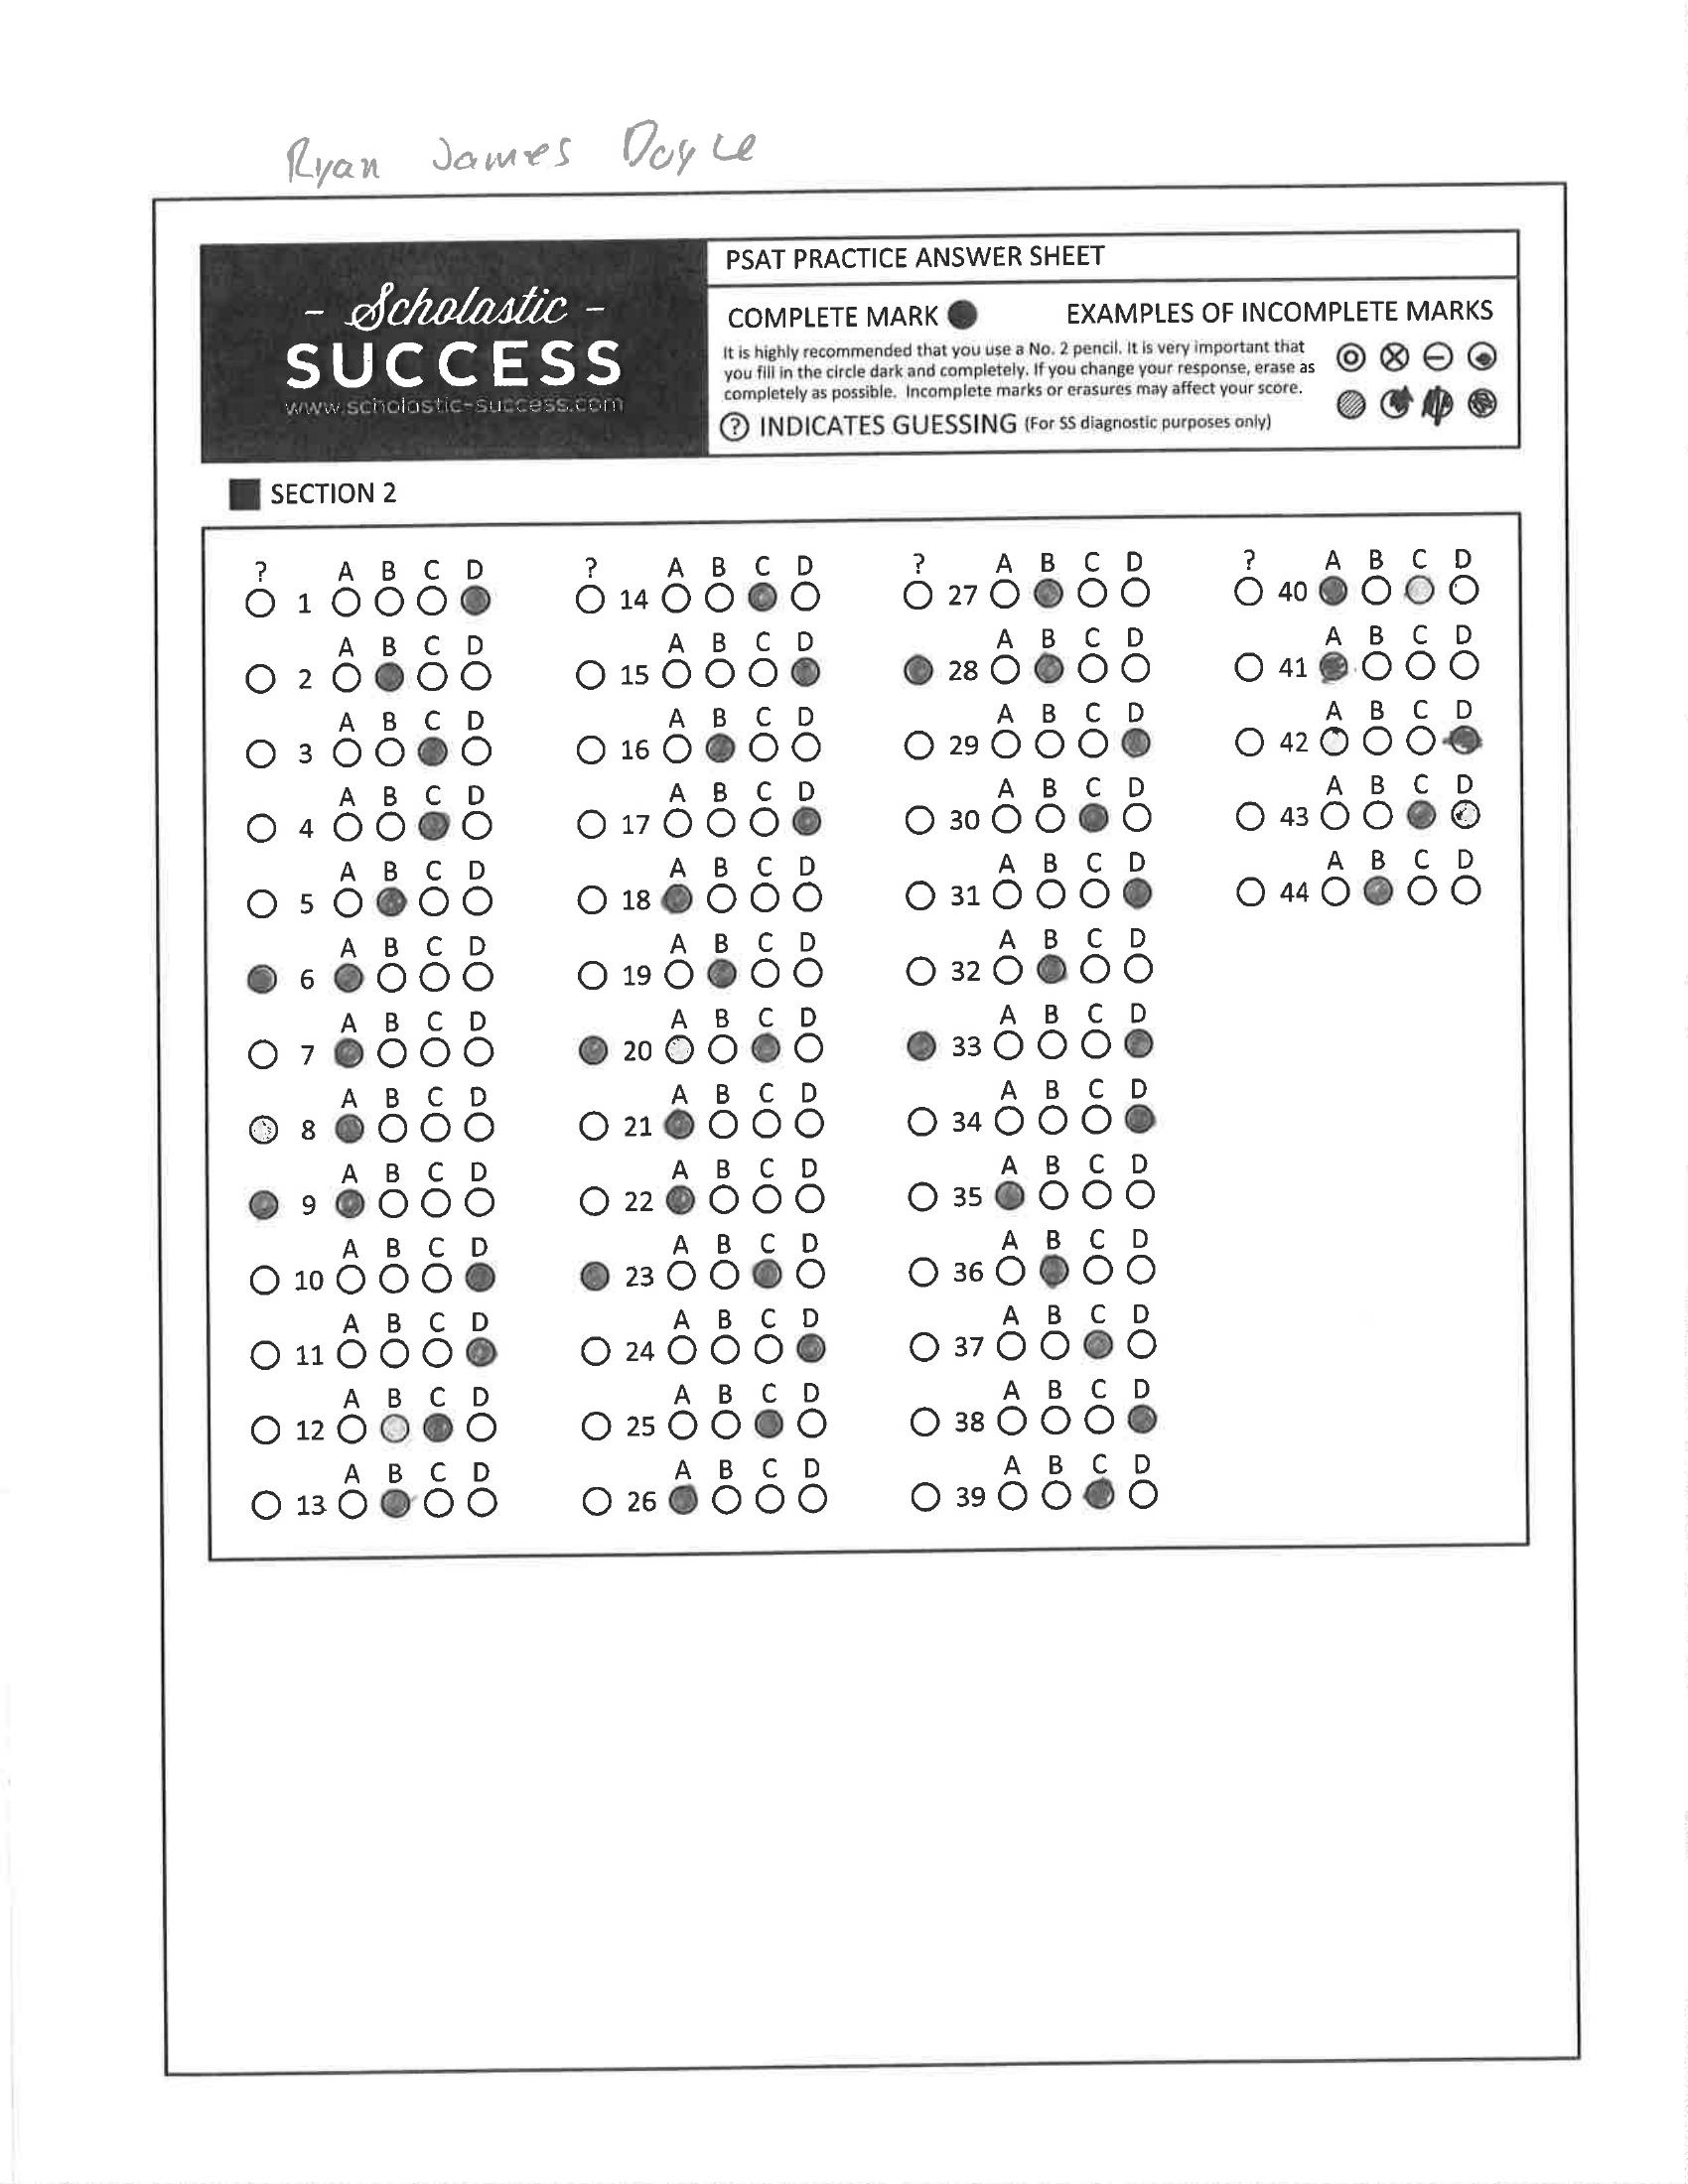 Ryan James Doyle
- Scholastic -
SUCCESS
www.scholastic-success.com
PSAT PRACTICE ANSWER SHEET
COMPLETE MARK
EXAMPLES OF INCOMPLETE MARKS
It is highly recommended that you use a No. 2 pencil. It is very important that
you fill in the circle dark and completely. If you change your response, erase as
completely as possible. Incomplete marks or erasures may affect your score.
? INDICATES GUESSING (For SS diagnostic purposes only)
SECTION 2
? A B C D
1
A B C D
2
A B C D
3
A B C D
4
A B C D
5
A B C D
6
A B C D
7
A B C D
8
A B C D
9
A B C D
10
A B C D
11
A B C D
12
A B C D
13
? A B C D
14
A B C D
15
A B C D
16
A B C D
17
A B C D
18
A B C D
19
A B C D
20
A B C D
21
A B C D
22
A B C D
23
A B C D
24
A B C D
25
A B C D
26
? A B C D
27
A B C D
28
A B C D
29
A B C D
30
A B C D
31
A B C D
32
A B C D
33
A B C D
34
A B C D
35
A B C D
36
A B C D
37
A B C D
38
A B C D
39
? A B C D
40
A B C D
41
A B C D
42
A B C D
43
A B C D
44